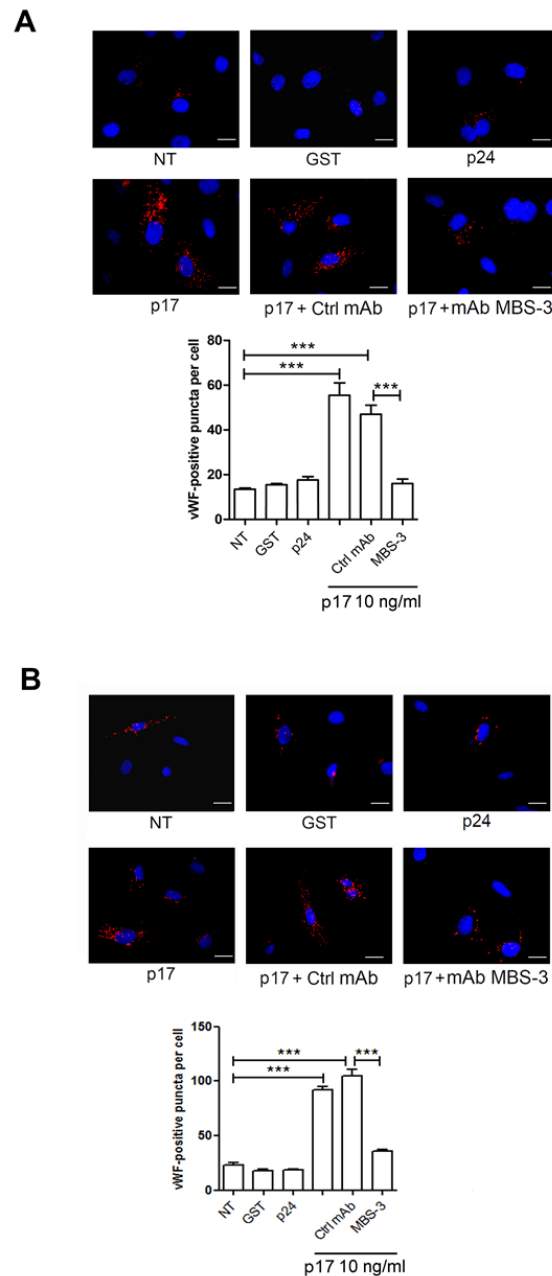 A
NT GST p24
p17 p17 + Ctrl mAb p17 +mAb MBS-3
vWF-positive puncta per cell
80
60
40
20
0
***
***
***
NT GST p24 Ctrl mAb MBS-3
p17 10 ng/ml
B
NT GST p24
p17 p17 + Ctrl mAb p17 +mAb MBS-3
vWF-positive puncta per cell
150
100
50
0
***
***
***
NT GST p24 Ctrl mAb MBS-3
p17 10 ng/ml